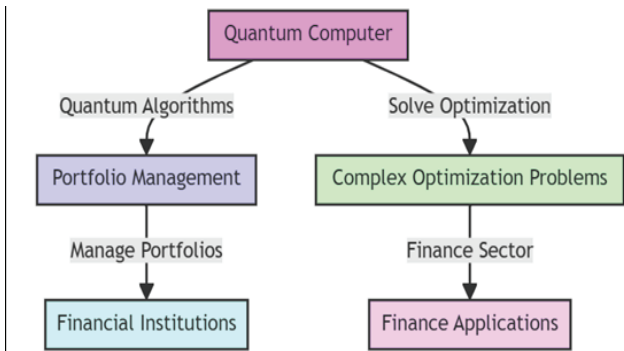 Quantum Computer
Quantum Algorithms
Solve Optimization
Portfolio Management
Complex Optimization Problems
Manage Portfolios
Finance Sector
Financial Institutions
Finance Applications